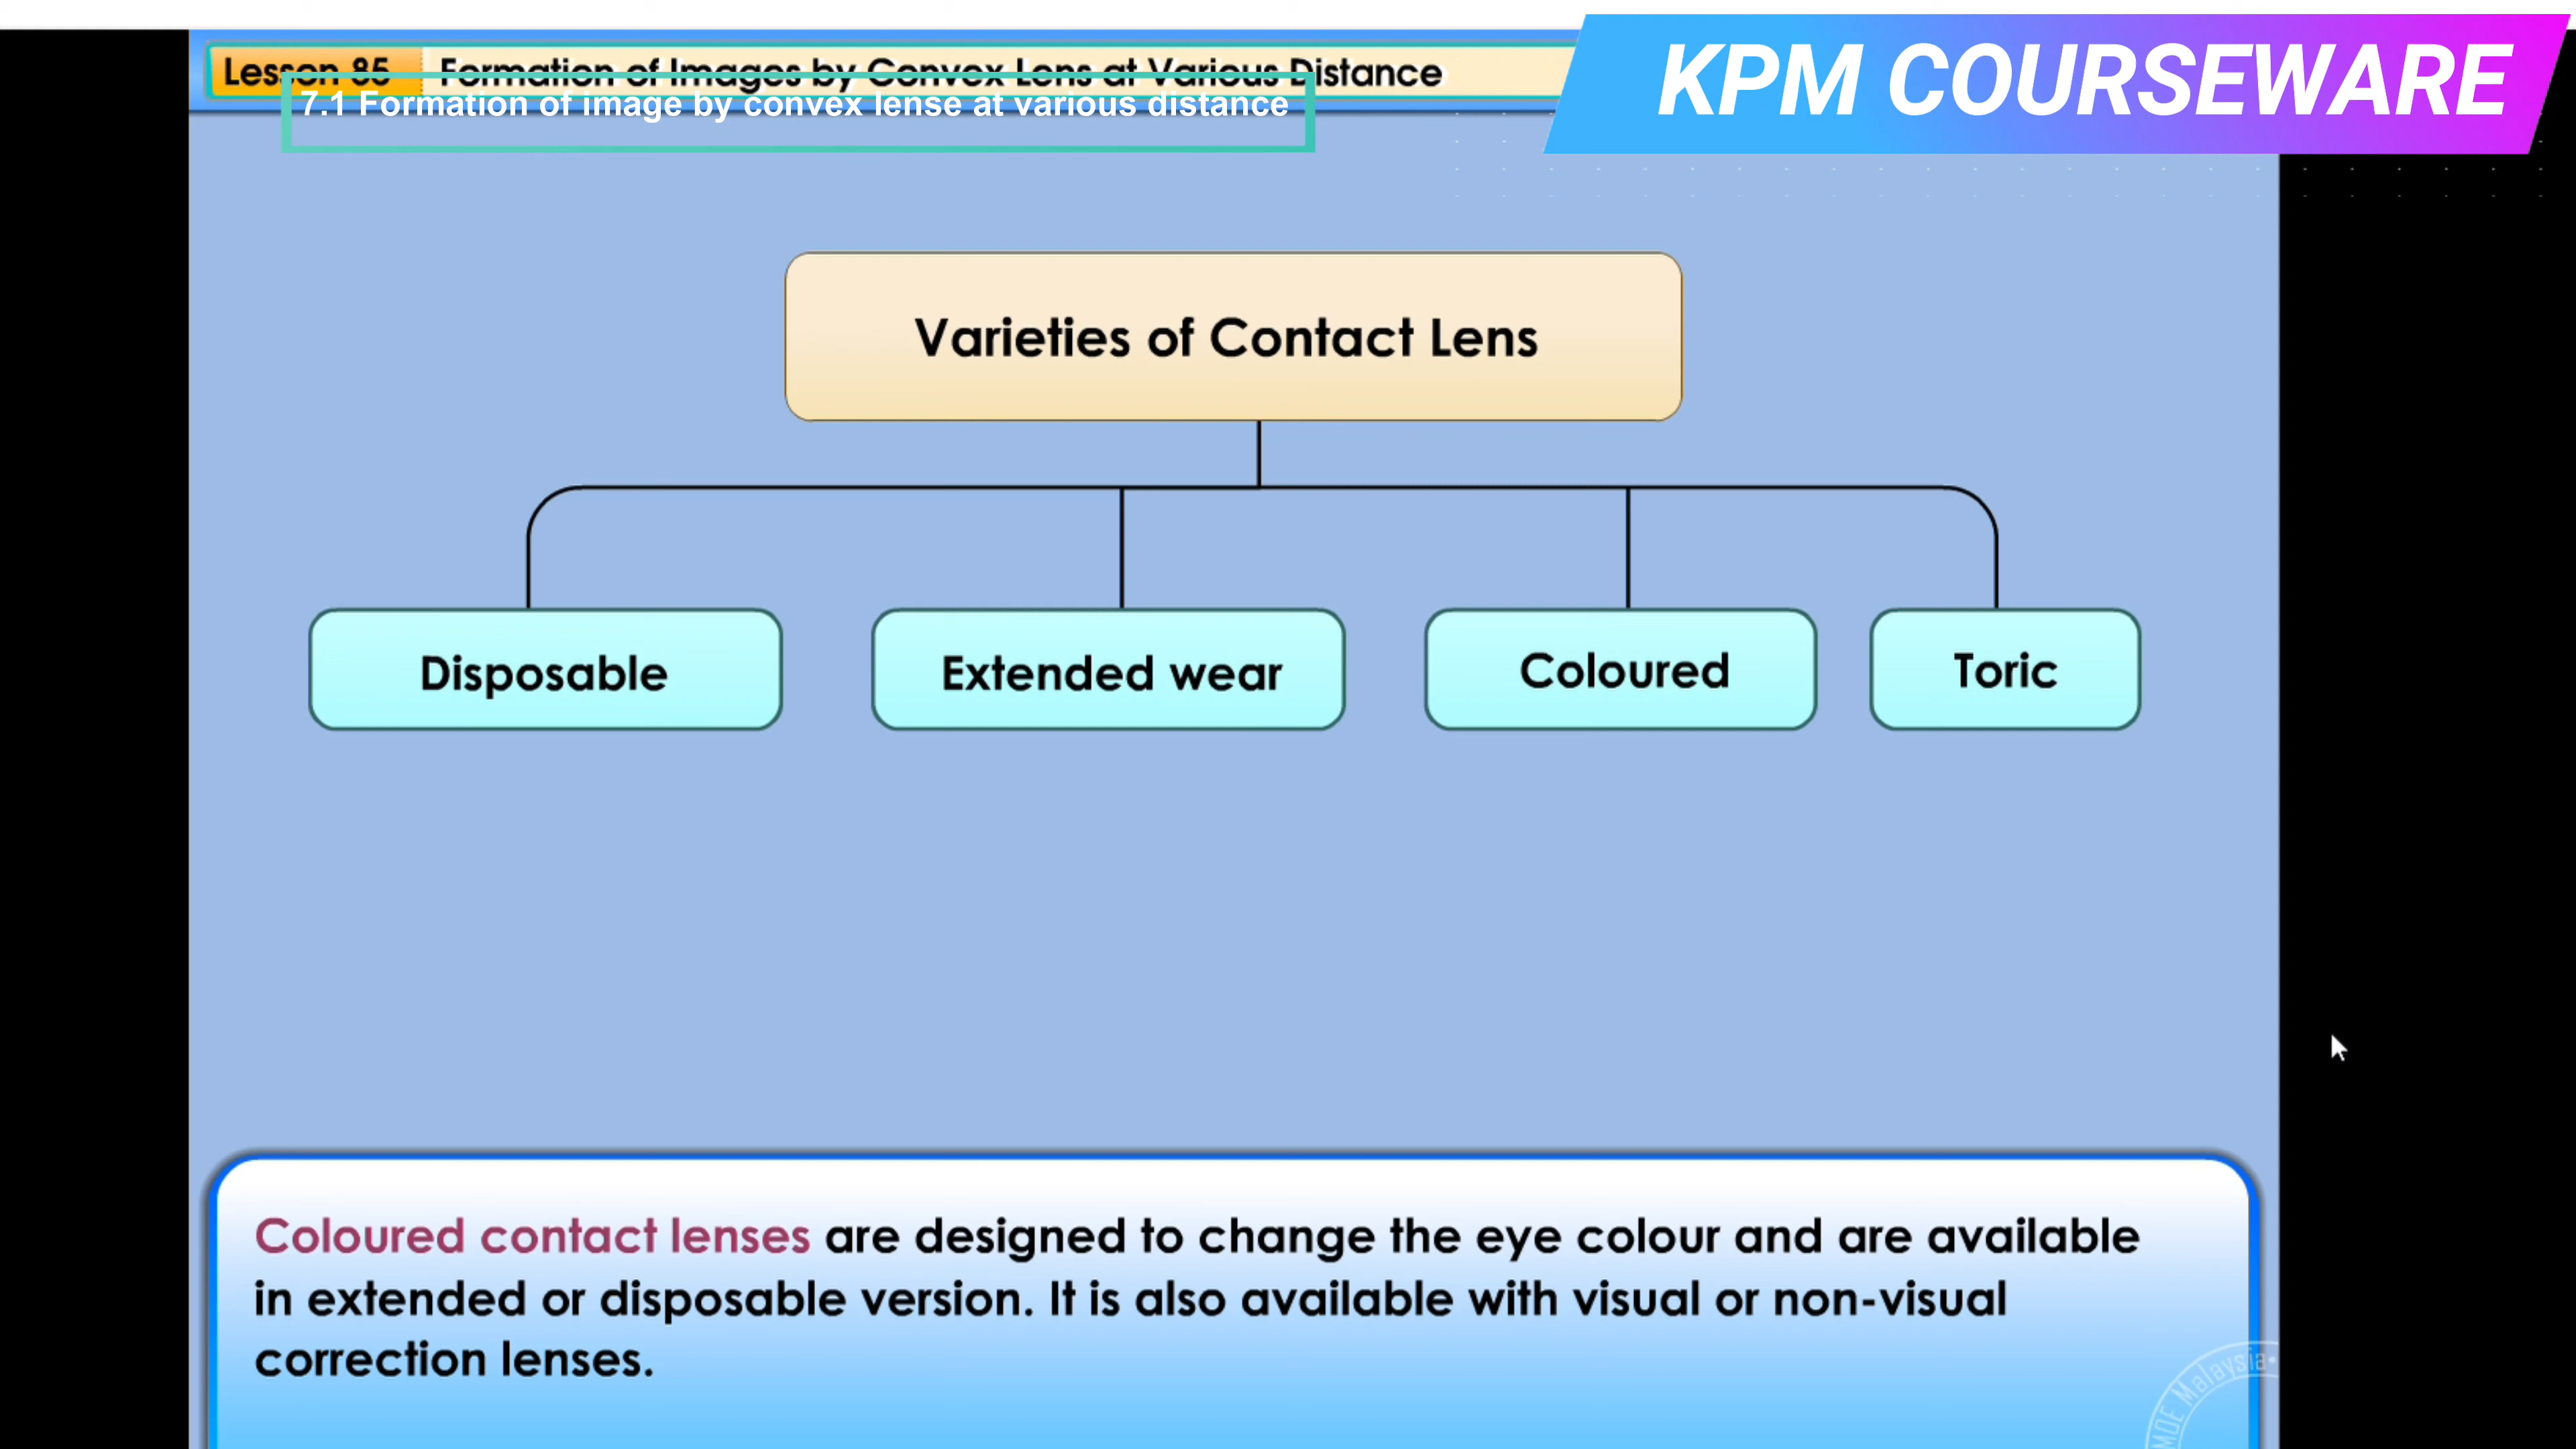 Lesson 85 Formation of Images by Convex Lens at Various Distance
KPM COURSEWARE
7.1 Formation of image by convex lense at various distance
Varieties of Contact Lens
Disposable
Extended wear
Coloured
Toric
Coloured contact lenses are designed to change the eye colour and are available
in extended or disposable version. It is also available with visual or non-visual
correction lenses.
MDE Malaysia